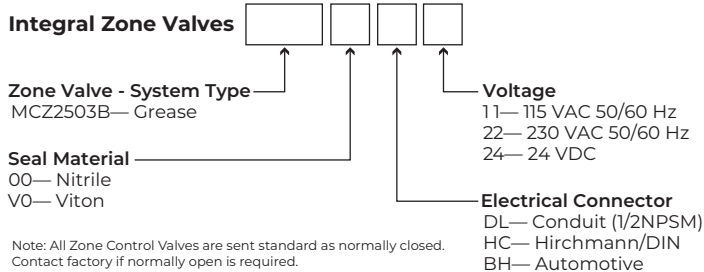 Integral Zone Valves
Zone Valve - System Type
MCZ2503B— Grease
Seal Material
00— Nitrile
V0— Viton
Voltage
11— 115 VAC 50/60 Hz
22— 230 VAC 50/60 Hz
24— 24 VDC
Electrical Connector
DL— Conduit (1/2NPSM)
HC— Hirchmann/DIN
BH— Automotive
Note: All Zone Control Valves are sent standard as normally closed.
Contact factory if normally open is required.